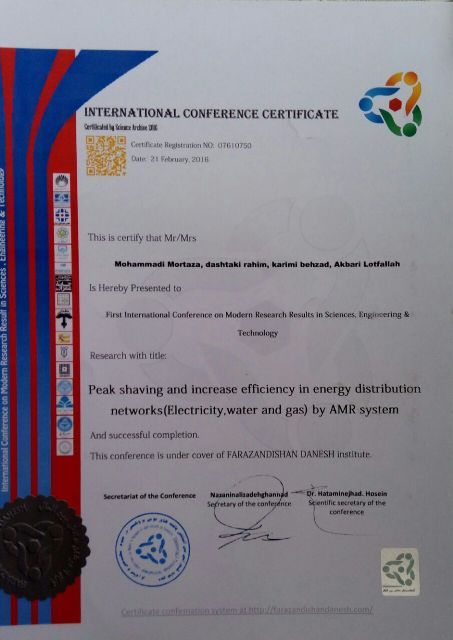 INTERNATIONAL CONFERENCE CERTIFICATE
Certificated by Science Archive
Certificate Registration NO: 07610750
Date: 21 February, 2016
This is certify that Mr/Mrs
Mohammadi Mortaza, dashtaki rahim, karimi behzad, Akbari Lotfallah
Is Hereby Presented to
First International Conference on Modern Research Results in Sciences, Engineering &
Technology
Research with title:
Peak shaving and increase efficiency in energy distribution
networks(Electricity,water and gas) by AMR system
And successful completion.
This conference is under cover of FARAZANDISHAN DANESH institute.
Secretariat of the Conference
Nazaninalizadehghannad
Secretary of the conference
Dr. Hataminejhad. Hosein
Scientific secretary of the
conference
Certificate confirmation system at http://farazandishandanesh.com/
International Conference on Modern Research Result in Sciences, Engineering & Technology